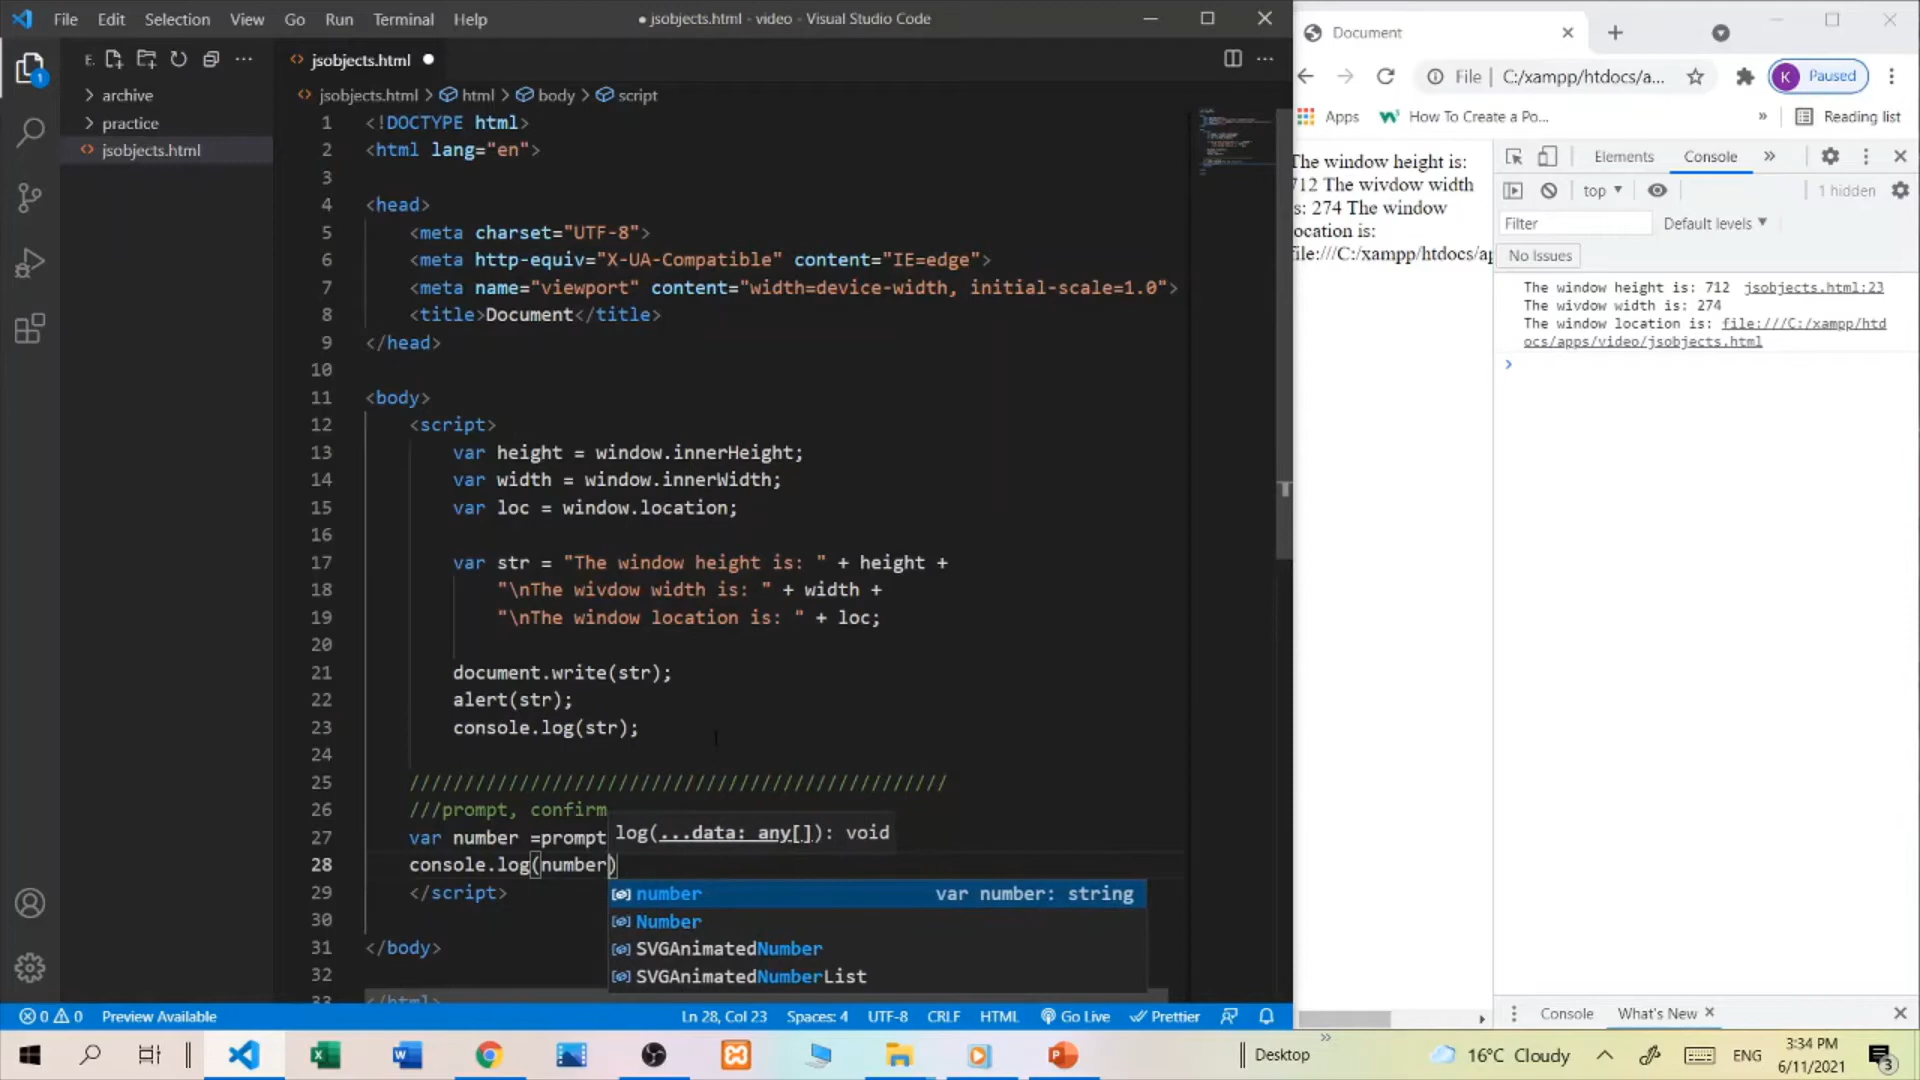 File Edit Selection View Go Run Terminal Help
● jsobjects.html - video - Visual Studio Code
E.
archive
practice
jsobjects.html
1
jsobjects.html
jsobjects.html > html > body > script
1 <!DOCTYPE html>
2 <html lang="en">
3
4 <head>
5 <meta charset="UTF-8">
6 <meta http-equiv="X-UA-Compatible" content="IE=edge">
7 <meta name="viewport" content="width=device-width, initial-scale=1.0">
8 <title>Document</title>
9 </head>
10
11 <body>
12 <script>
13 var height = window.innerHeight;
14 var width = window.innerWidth;
15 var loc = window.location;
16
17 var str = "The window height is: " + height +
18 "\nThe wivdow width is: " + width +
19 "\nThe window location is: " + loc;
20
21 document.write(str);
22 alert(str);
23 console.log(str);
24
25 /////////////////////////////////////////////////
26 ///prompt, confirm
27 var number =prompt
log(...data: any[]): void
28 console.log(number)
29 </script>
number var number: string
30
Number
31 </body>
SVGAnimatedNumber
32
SVGAnimatedNumberList
33 </html>
0 0 Preview Available
Ln 28, Col 23 Spaces: 4 UTF-8 CRLF HTML Go Live Prettier
Document
File C:/xampp/htdocs/a...
K Paused
Apps How To Create a Po... » Reading list
The window height is:
712 The wivdow width
is: 274 The window
location is:
file:///C:/xampp/htdocs/ap
Elements Console »
top 1 hidden
Filter Default levels
No Issues
The window height is: 712 jsobjects.html:23
The wivdow width is: 274
The window location is: file:///C:/xampp/htd
ocs/apps/video/jsobjects.html
Console What's New
Desktop » 16°C Cloudy ENG
3:34 PM
6/11/2021
3